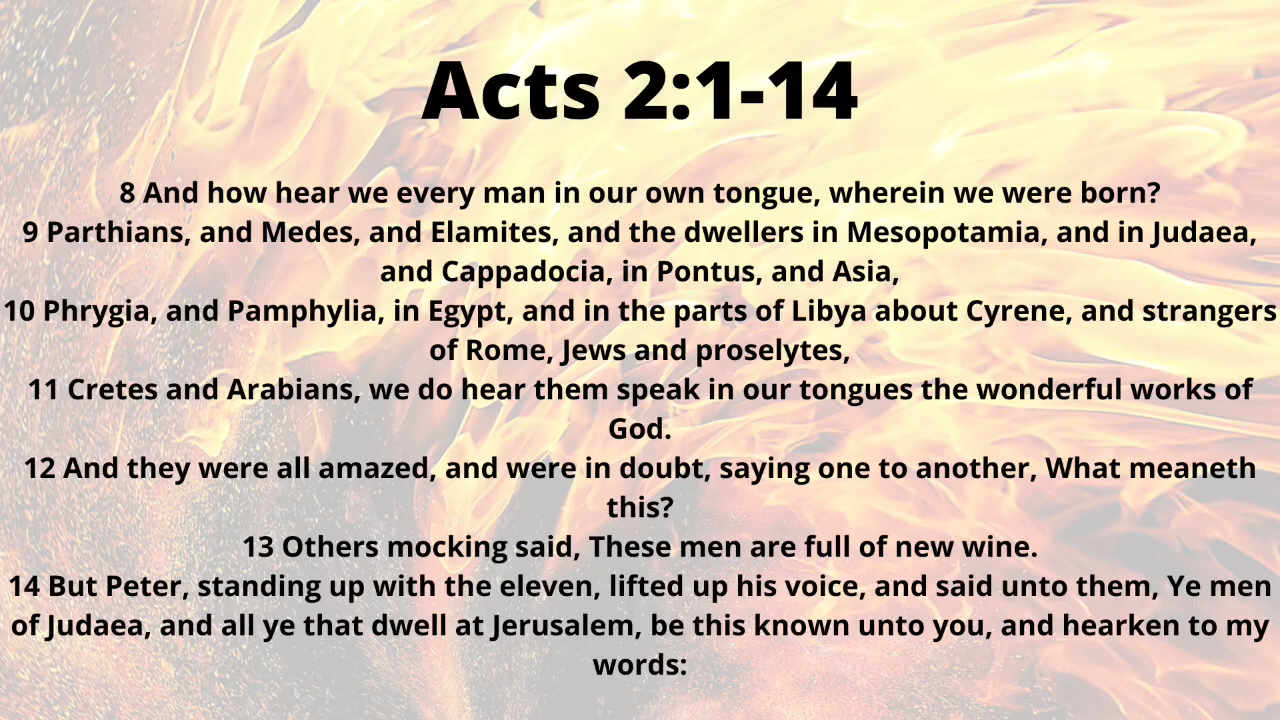 Acts 2:1-14
8 And how hear we every man in our own tongue, wherein we were born?
9 Parthians, and Medes, and Elamites, and the dwellers in Mesopotamia, and in Judaea,
and Cappadocia, in Pontus, and Asia,
10 Phrygia, and Pamphylia, in Egypt, and in the parts of Libya about Cyrene, and strangers
of Rome, Jews and proselytes,
11 Cretes and Arabians, we do hear them speak in our tongues the wonderful works of
God.
12 And they were all amazed, and were in doubt, saying one to another, What meaneth
this?
13 Others mocking said, These men are full of new wine.
14 But Peter, standing up with the eleven, lifted up his voice, and said unto them, Ye men
of Judaea, and all ye that dwell at Jerusalem, be this known unto you, and hearken to my
words: